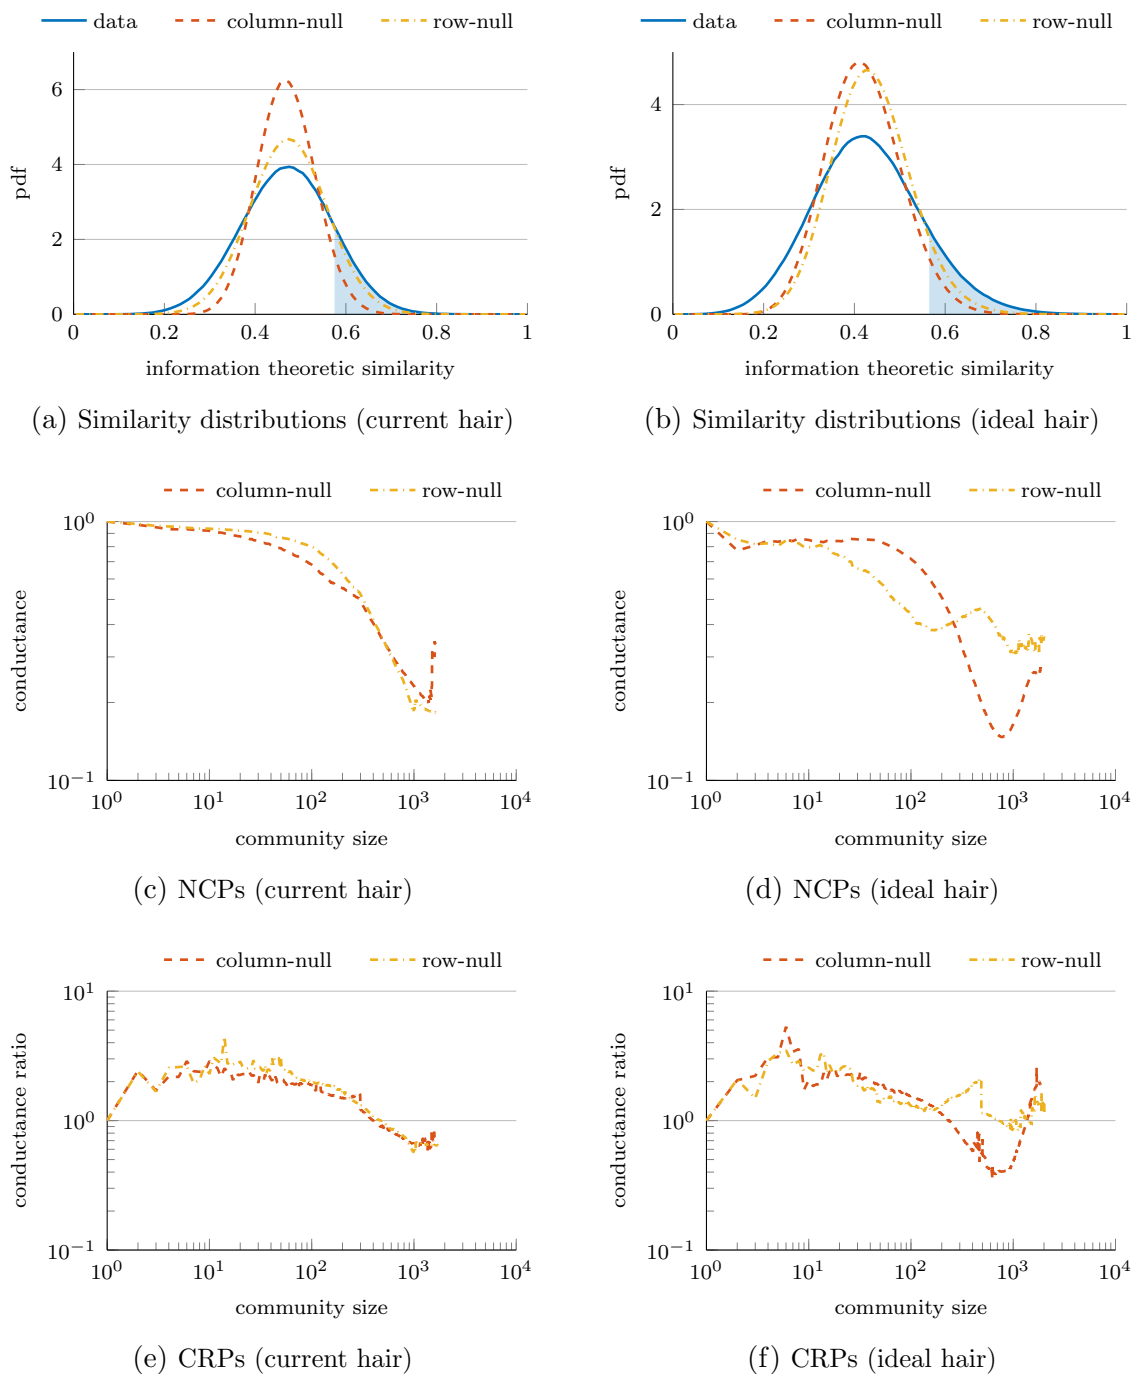 data column-null row-null
data column-null row-null
6
4
2
0
pdf
0 0.2 0.4 0.6 0.8 1
information theoretic similarity
4
2
0
pdf
0 0.2 0.4 0.6 0.8 1
information theoretic similarity
(a) Similarity distributions (current hair)
(b) Similarity distributions (ideal hair)
column-null row-null
10^0
10^−1
conductance
10^0 10^1 10^2 10^3 10^4
community size
column-null row-null
10^0
10^−1
conductance
10^0 10^1 10^2 10^3 10^4
community size
(c) NCPs (current hair)
(d) NCPs (ideal hair)
column-null row-null
10^1
10^0
10^−1
conductance ratio
10^0 10^1 10^2 10^3 10^4
community size
column-null row-null
10^1
10^0
10^−1
conductance ratio
10^0 10^1 10^2 10^3 10^4
community size
(e) CRPs (current hair)
(f) CRPs (ideal hair)